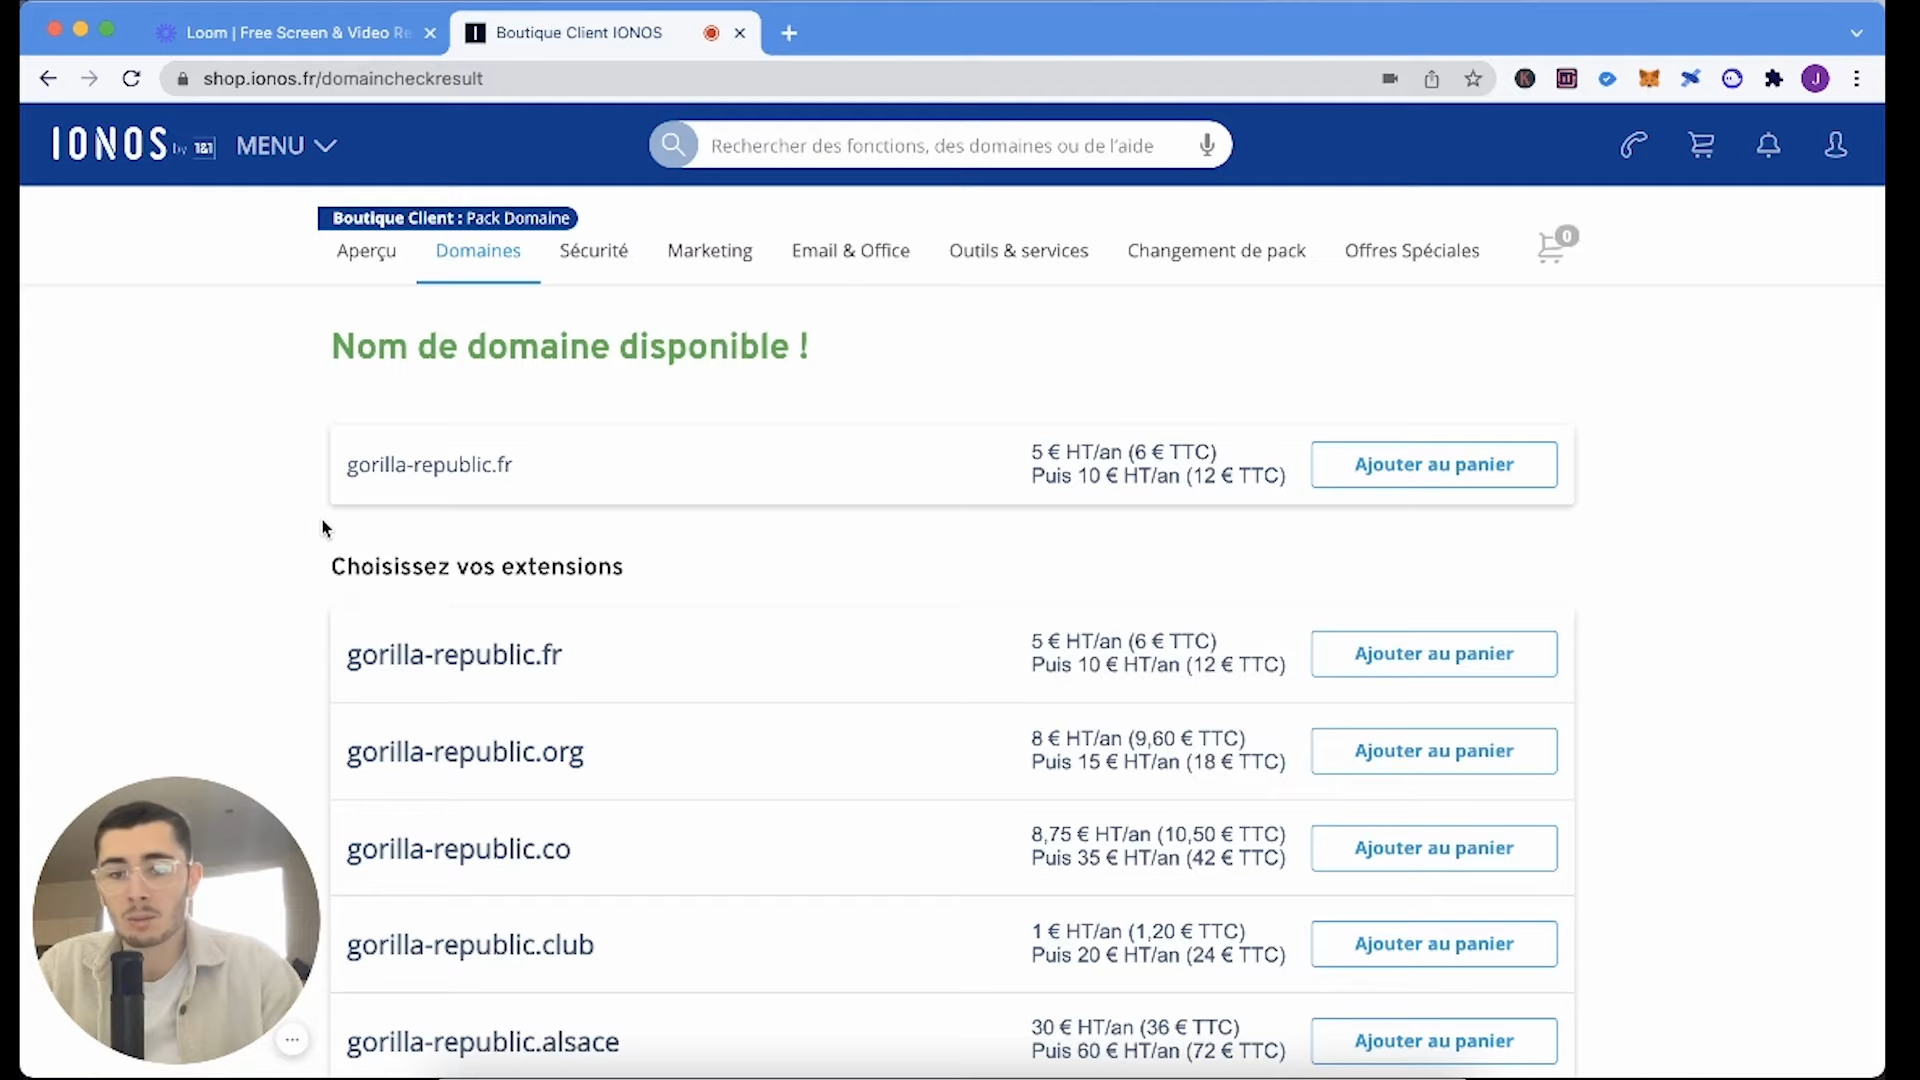 Loom | Free Screen & Video Re
Boutique Client IONOS
shop.ionos.fr/domaincheckresult
J
IONOS by 1&1
MENU
Rechercher des fonctions, des domaines ou de l'aide
Boutique Client : Pack Domaine
Aperçu
Domaines
Sécurité
Marketing
Email & Office
Outils & services
Changement de pack
Offres Spéciales
0
Nom de domaine disponible !
gorilla-republic.fr
5 € HT/an (6 € TTC)
Puis 10 € HT/an (12 € TTC)
Ajouter au panier
Choisissez vos extensions
gorilla-republic.fr
5 € HT/an (6 € TTC)
Puis 10 € HT/an (12 € TTC)
Ajouter au panier
gorilla-republic.org
8 € HT/an (9,60 € TTC)
Puis 15 € HT/an (18 € TTC)
Ajouter au panier
gorilla-republic.co
8,75 € HT/an (10,50 € TTC)
Puis 35 € HT/an (42 € TTC)
Ajouter au panier
gorilla-republic.club
1 € HT/an (1,20 € TTC)
Puis 20 € HT/an (24 € TTC)
Ajouter au panier
gorilla-republic.alsace
30 € HT/an (36 € TTC)
Puis 60 € HT/an (72 € TTC)
Ajouter au panier